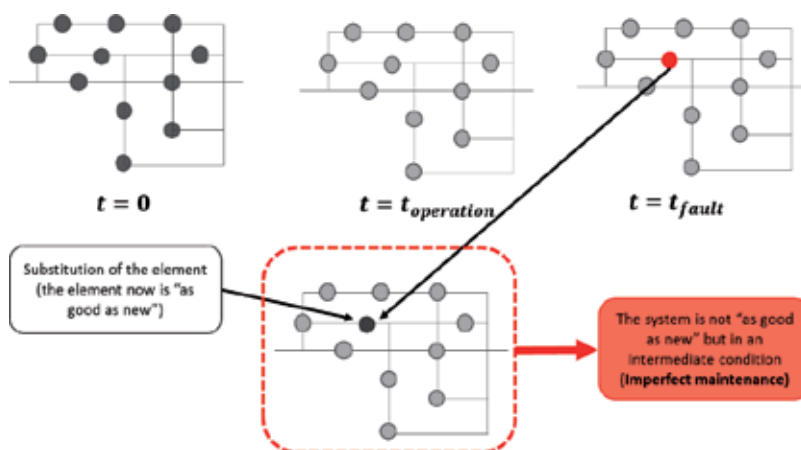 t = 0
t = t_operation
t = t_fault
Substitution of the element
(the element now is "as
good as new")
The system is not "as good
as new" but in an
intermediate condition
(Imperfect maintenance)